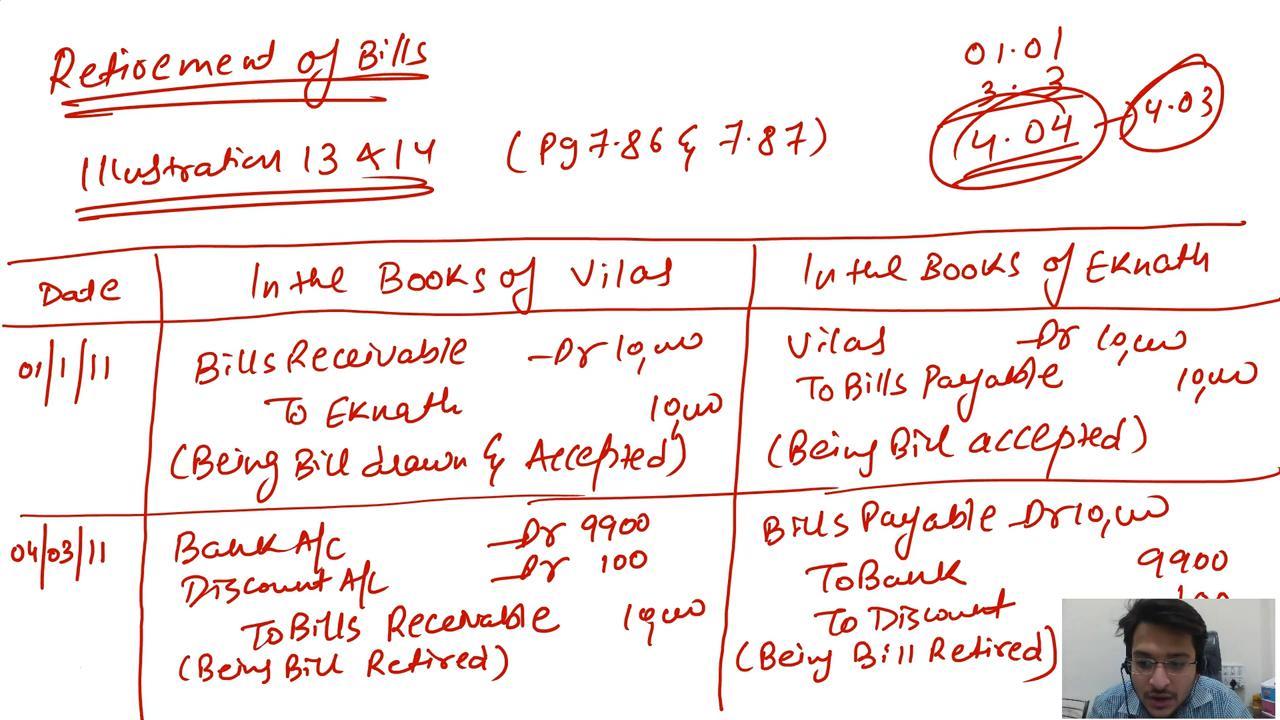 Retirement of Bills
Illustration 13 & 14 (Pg 7.86 & 7.87)
01.01
3. 3
4.04 - 4.03
Date
In the Books of Vilas
In the Books of Eknath
01/1/11
Bills Receivable -Dr 10,000
To Eknath 10,000
(Being Bill drawn & Accepted)
Vilas -Dr 10,000
To Bills Payable 10,000
(Being Bill accepted)
04/03/11
Bank A/c -Dr 9900
Discount A/c -Dr 100
To Bills Receivable 10,000
(Being Bill Retired)
Bills Payable -Dr 10,000
To Bank 9900
To Discount
(Being Bill Retired)